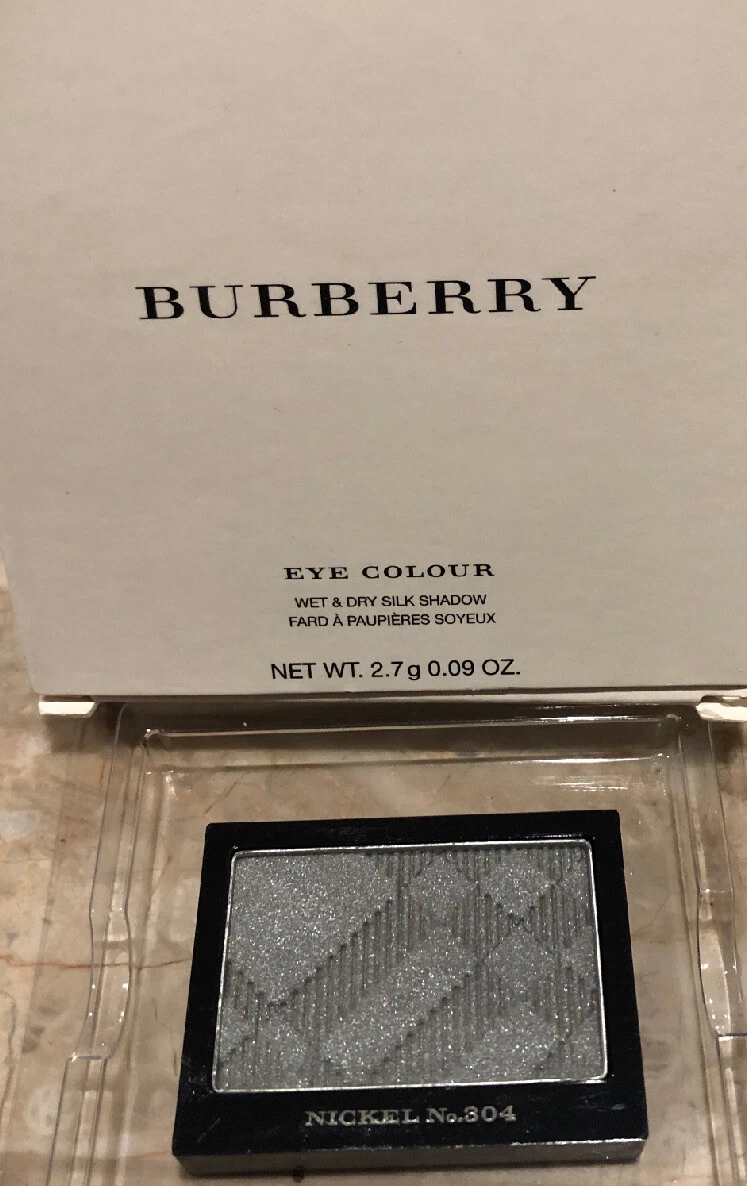 BURBERRY
EYE COLOUR
WET & DRY SILK SHADOW
FARD À PAUPIÈRES SOYEUX
NET WT. 2.7g 0.09 OZ.
NICKEL No.304